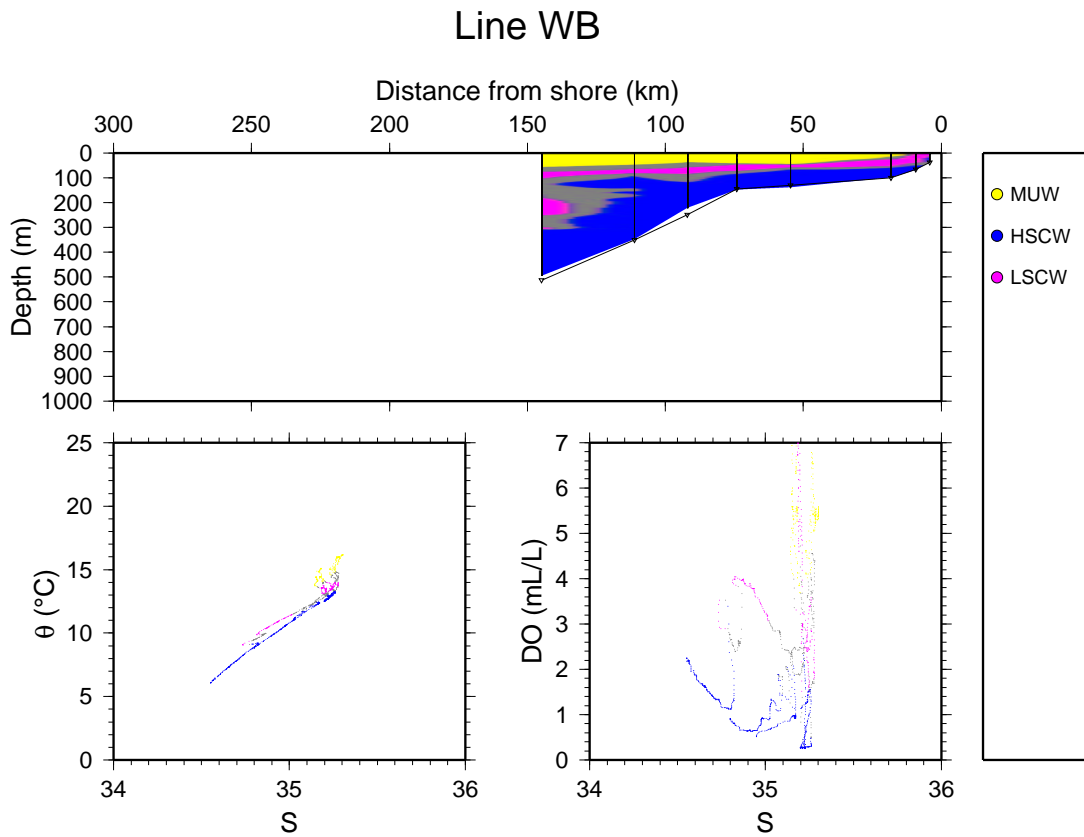 Line WB
Distance from shore (km)
300 250 200 150 100 50 0
0
100
200
300
400
500
600
700
800
900
1000
Depth (m)
MUW
HSCW
LSCW
25
20
15
10
5
0
θ (°C)
34 35 36
S
7
6
5
4
3
2
1
0
DO (mL/L)
34 35 36
S